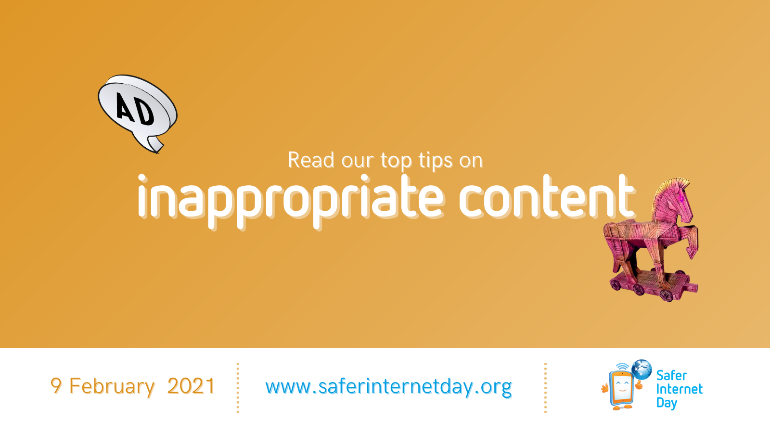 AD
Read our top tips on
inappropriate content
9 February 2021
www.saferinternetday.org
Safer
Internet
Day